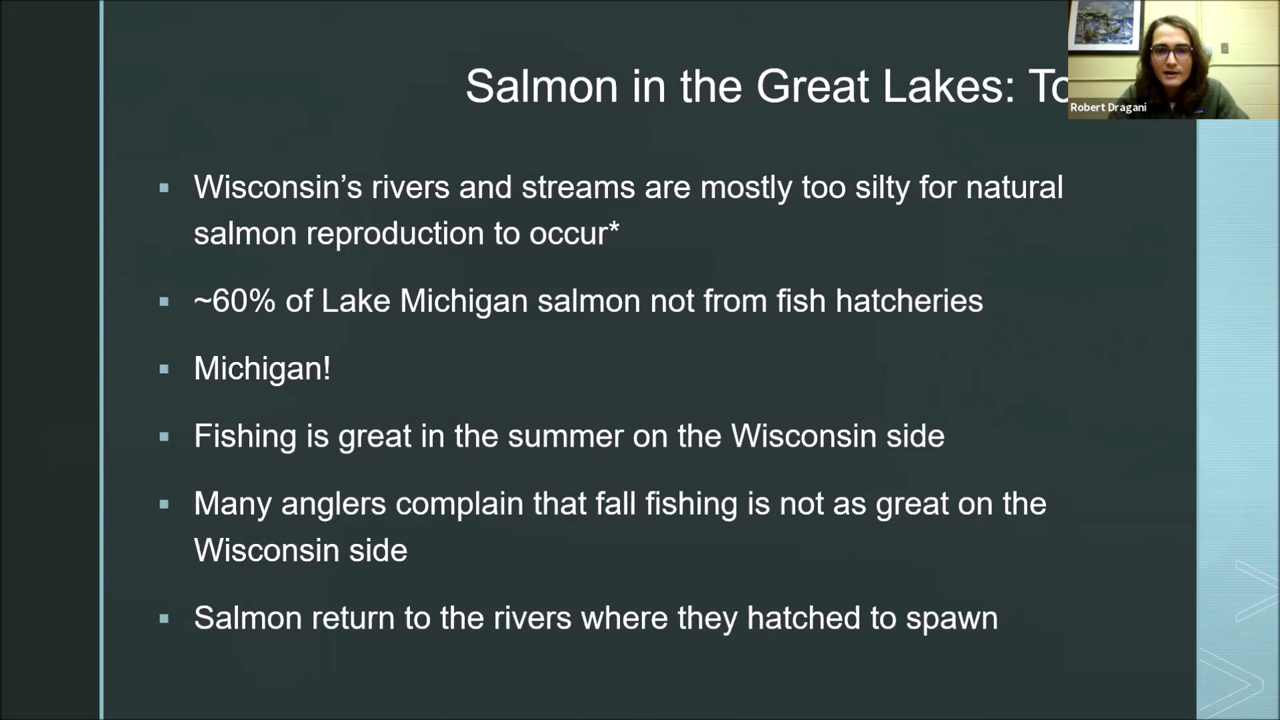 Salmon in the Great Lakes:
Robert Dragani
▪ Wisconsin’s rivers and streams are mostly too silty for natural
salmon reproduction to occur*
▪ ~60% of Lake Michigan salmon not from fish hatcheries
▪ Michigan!
▪ Fishing is great in the summer on the Wisconsin side
▪ Many anglers complain that fall fishing is not as great on the
Wisconsin side
▪ Salmon return to the rivers where they hatched to spawn